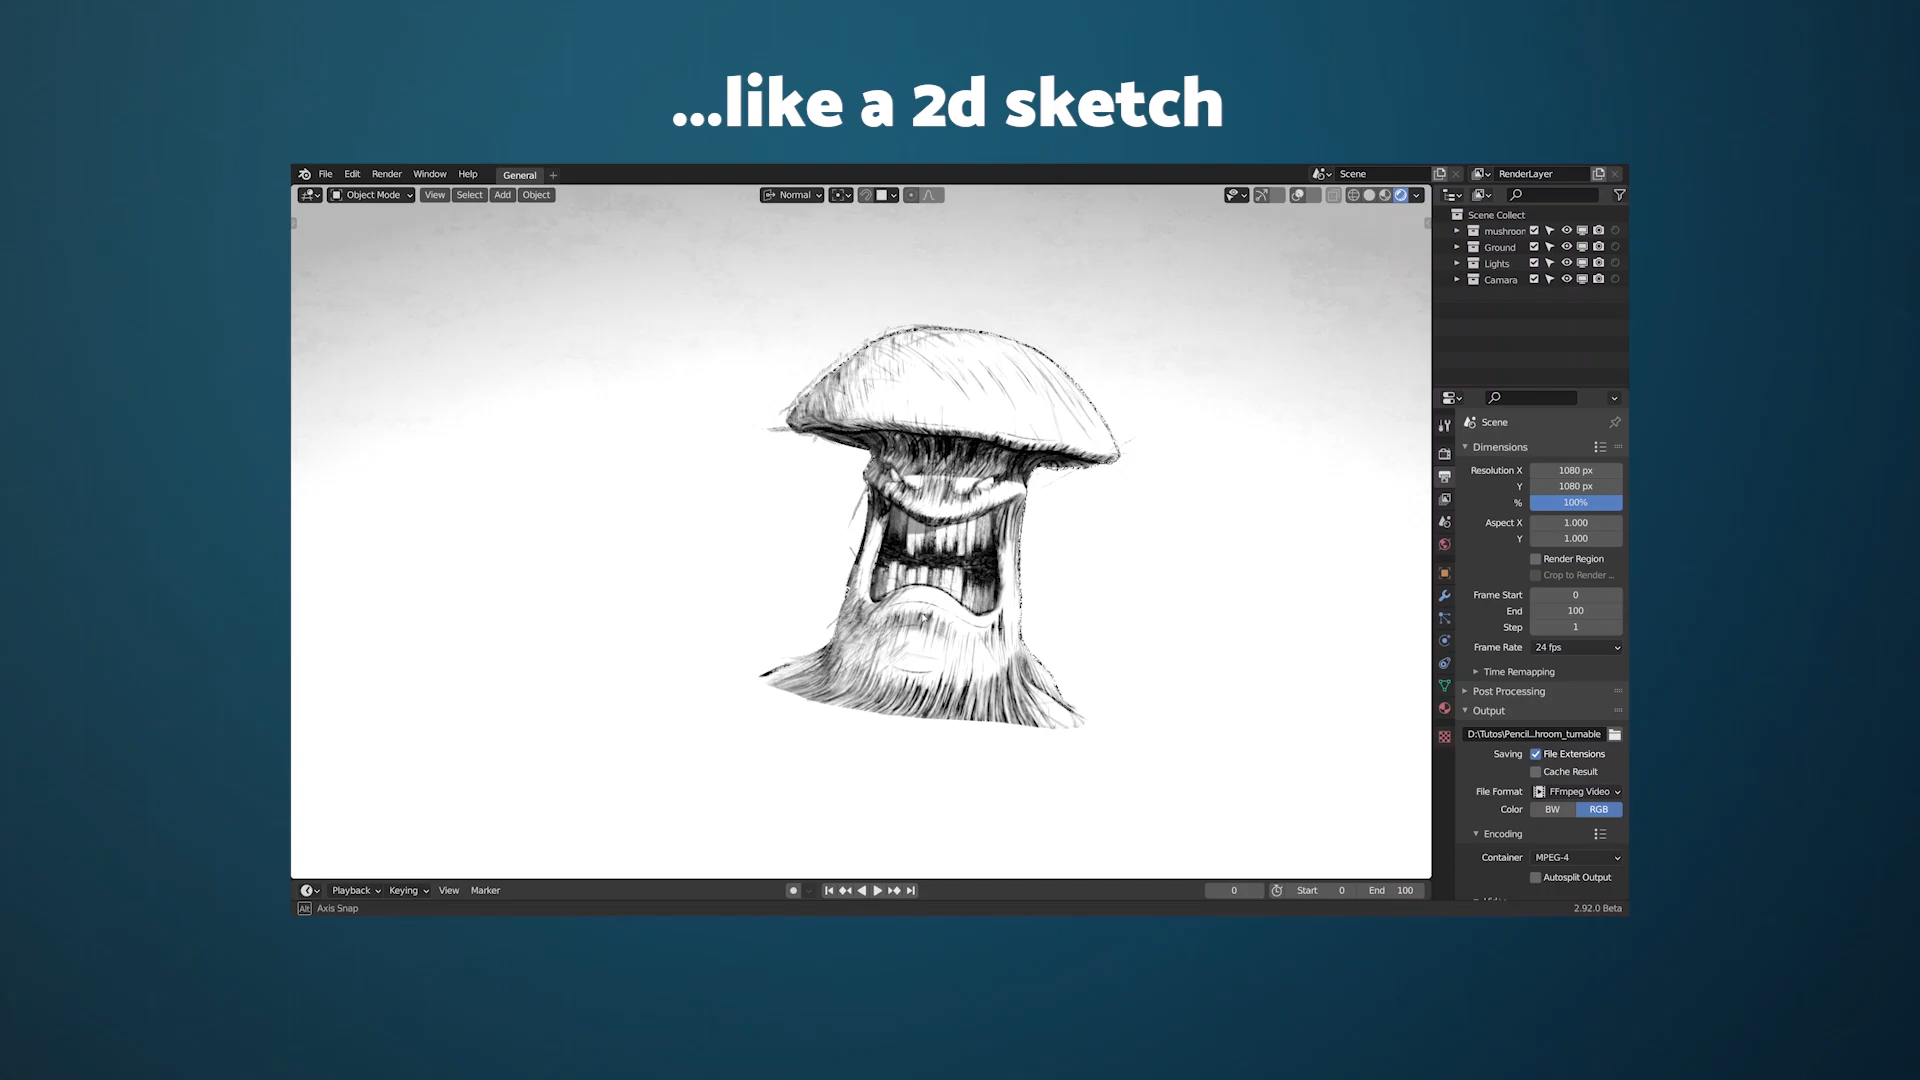 ...like a 2d sketch
File Edit Render Window Help General + Scene RenderLayer
Object Mode View Select Add Object Normal
Scene Collect
mushroor
Ground
Lights
Camara
Scene
Dimensions
Resolution X 1080 px
Y 1080 px
% 100%
Aspect X 1.000
Y 1.000
Render Region
Crop to Render ...
Frame Start 0
End 100
Step 1
Frame Rate 24 fps
Time Remapping
Post Processing
Output
D:\Tutos\Pencil...hroom_turnable
Saving File Extensions
Cache Result
File Format FFmpeg Video
Color BW RGB
Encoding
Container MPEG-4
Autosplit Output
Playback Keying View Marker 0 Start 0 End 100
Alt Axis Snap 2.92.0 Beta